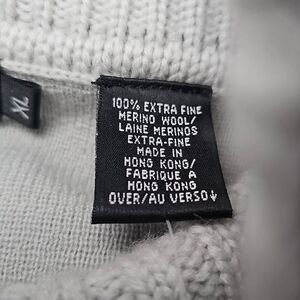 XL
100% EXTRA FINE
MERINO WOOL/
LAINE MERINOS
EXTRA-FINE
MADE IN
HONG KONG/
FABRIQUE A
HONG KONG
OVER/AU VERSO↓